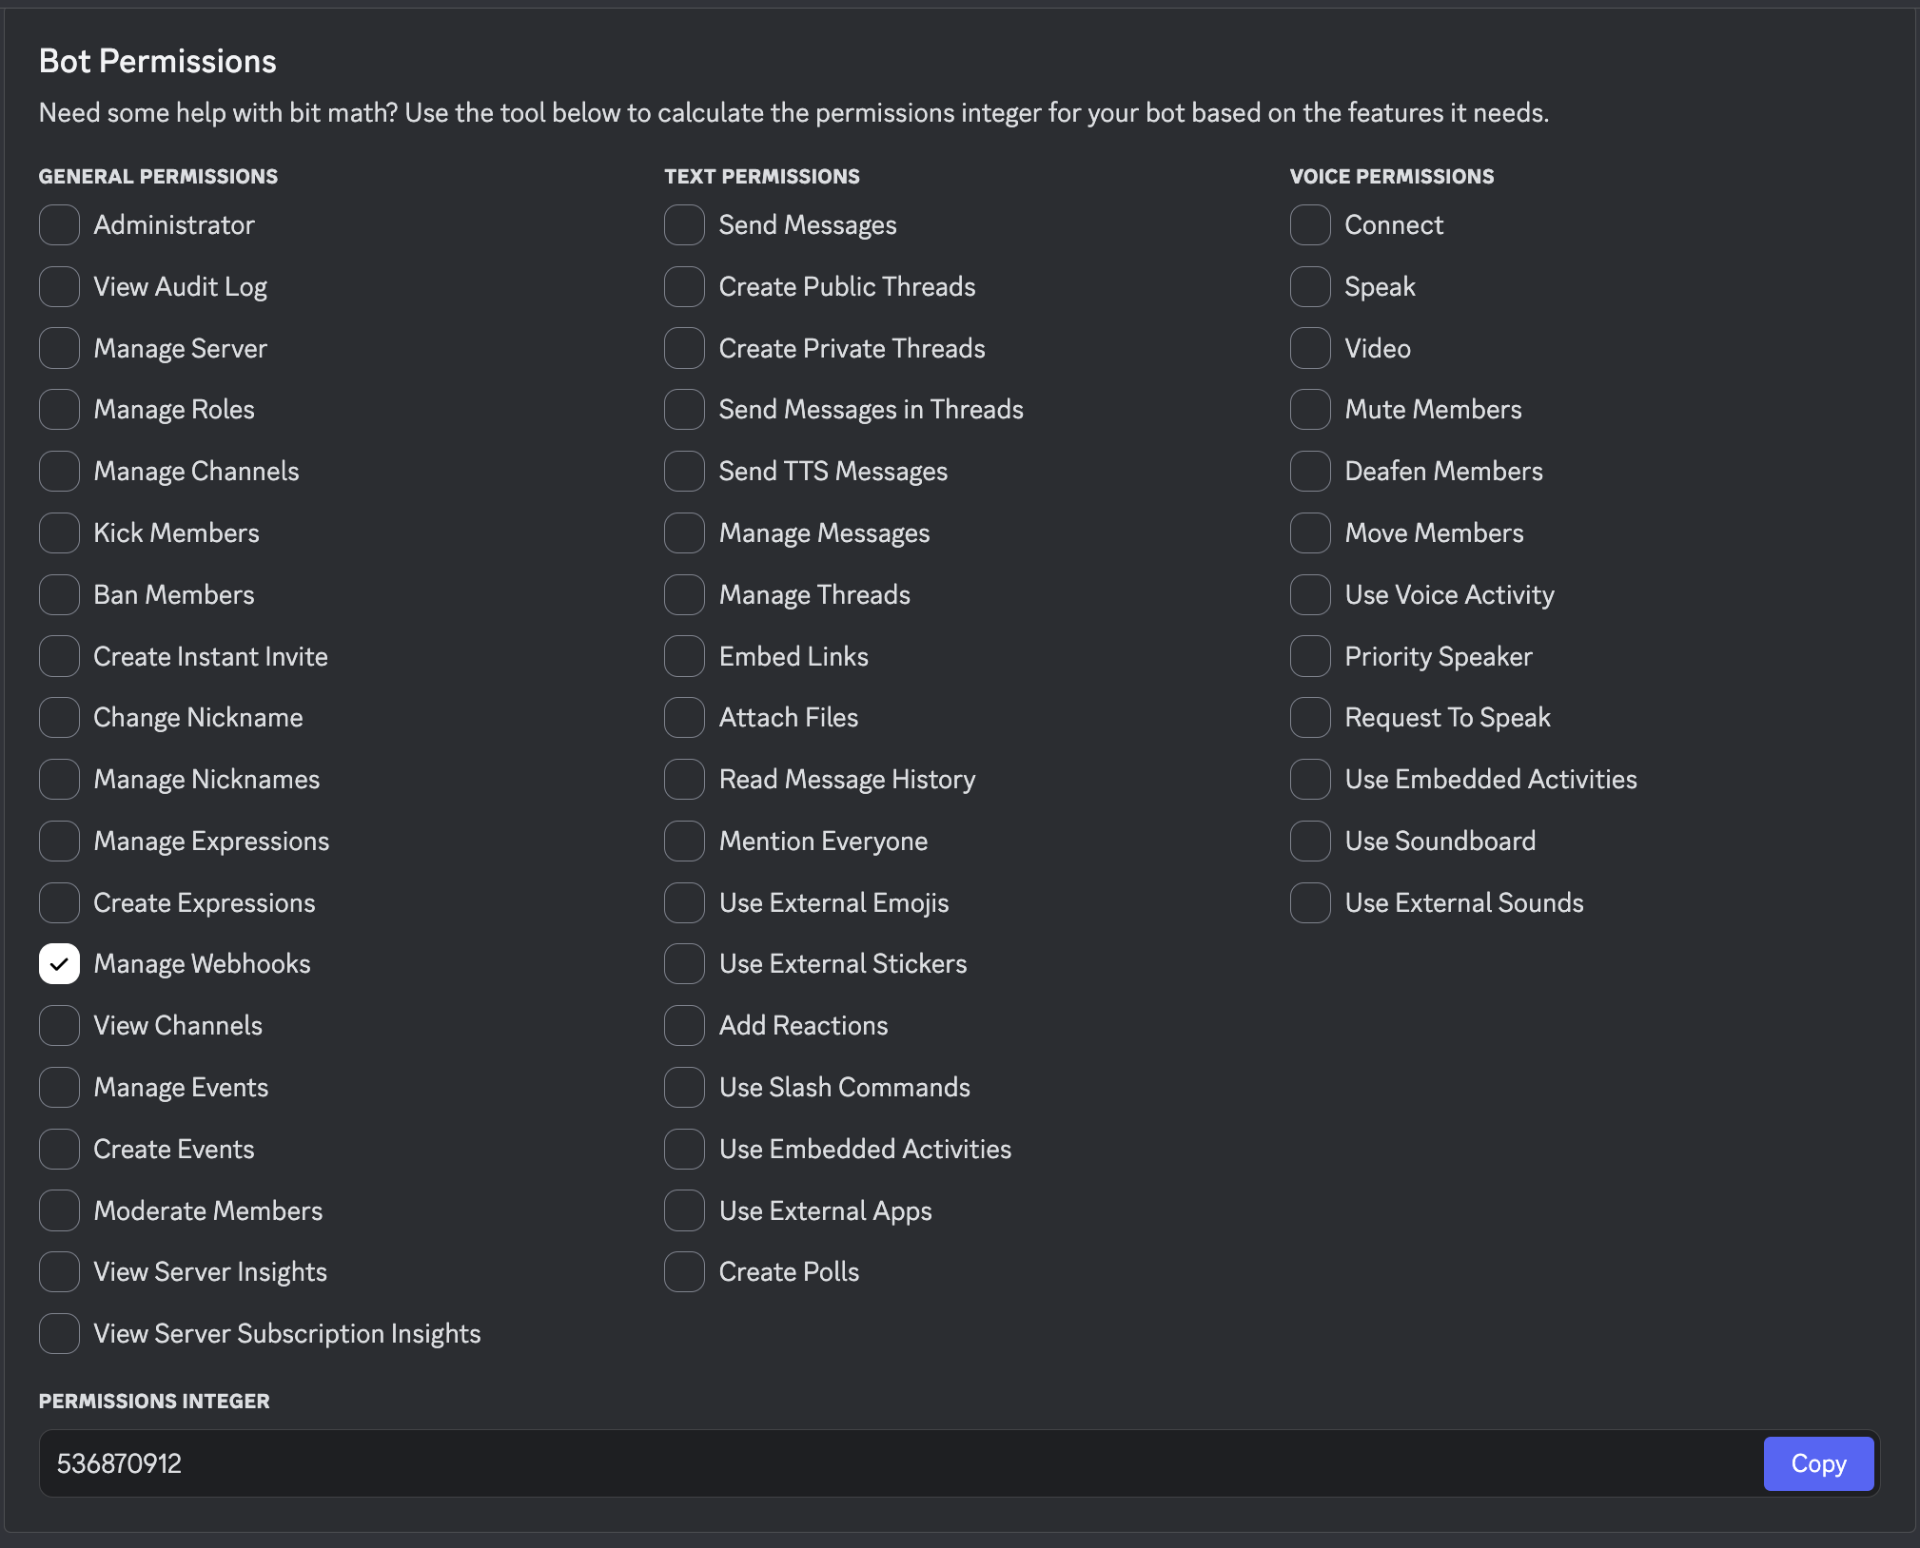 Bot Permissions
Need some help with bit math? Use the tool below to calculate the permissions integer for your bot based on the features it needs.
GENERAL PERMISSIONS
Administrator
View Audit Log
Manage Server
Manage Roles
Manage Channels
Kick Members
Ban Members
Create Instant Invite
Change Nickname
Manage Nicknames
Manage Expressions
Create Expressions
Manage Webhooks
View Channels
Manage Events
Create Events
Moderate Members
View Server Insights
View Server Subscription Insights
TEXT PERMISSIONS
Send Messages
Create Public Threads
Create Private Threads
Send Messages in Threads
Send TTS Messages
Manage Messages
Manage Threads
Embed Links
Attach Files
Read Message History
Mention Everyone
Use External Emojis
Use External Stickers
Add Reactions
Use Slash Commands
Use Embedded Activities
Use External Apps
Create Polls
VOICE PERMISSIONS
Connect
Speak
Video
Mute Members
Deafen Members
Move Members
Use Voice Activity
Priority Speaker
Request To Speak
Use Embedded Activities
Use Soundboard
Use External Sounds
PERMISSIONS INTEGER
536870912
Copy